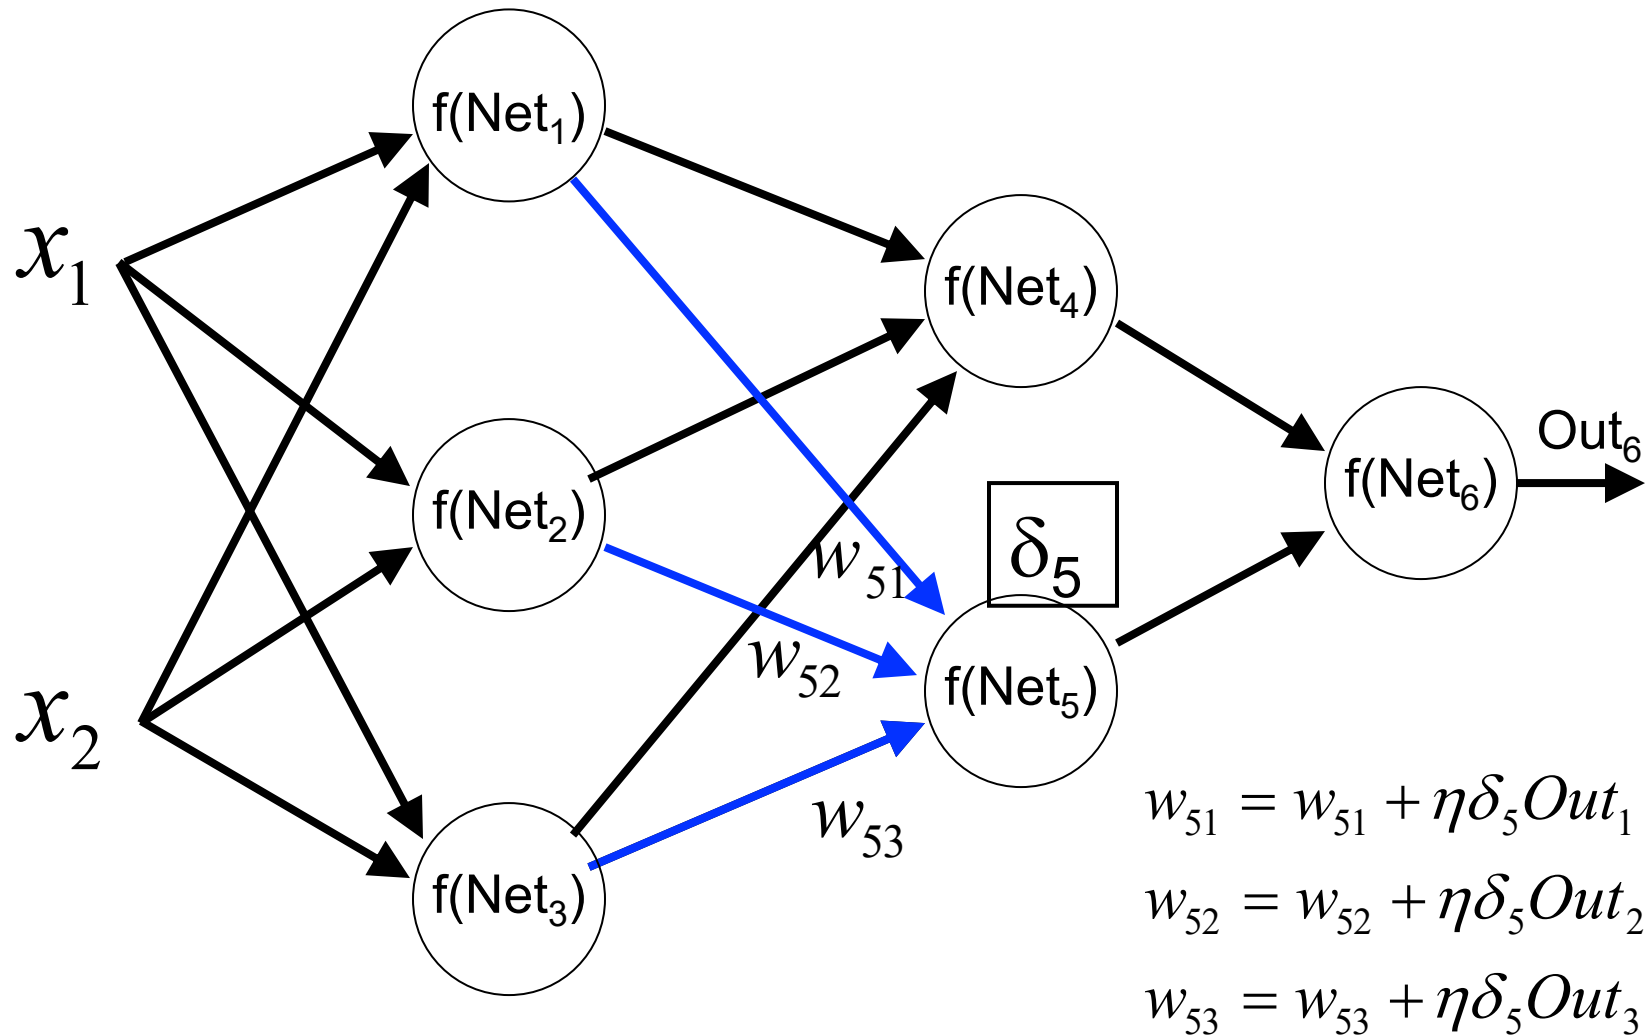 f(Net₁)
x₁
f(Net₄)
Out₆
f(Net₆)
f(Net₂)
δ₅
w₅₁
w₅₂
f(Net₅)
x₂
w₅₃
w₅₁ = w₅₁ + ηδ₅Out₁
f(Net₃)
w₅₂ = w₅₂ + ηδ₅Out₂
w₅₃ = w₅₃ + ηδ₅Out₃